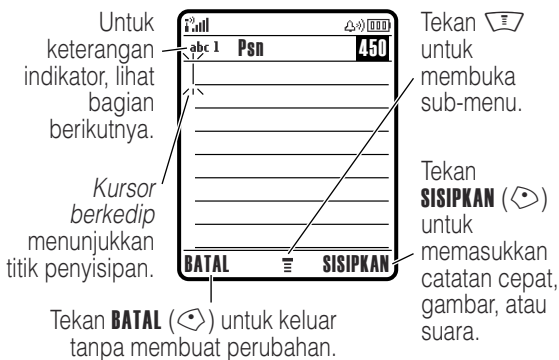 Untuk
keterangan
indikator, lihat
bagian
berikutnya.
Kursor
berkedip
menunjukkan
titik penyisipan.
abc 1 Psn 450
BATAL SISIPKAN
Tekan BATAL () untuk keluar
tanpa membuat perubahan.
Tekan
untuk
membuka
sub-menu.
Tekan
SISIPKAN ()
untuk
memasukkan
catatan cepat,
gambar, atau
suara.